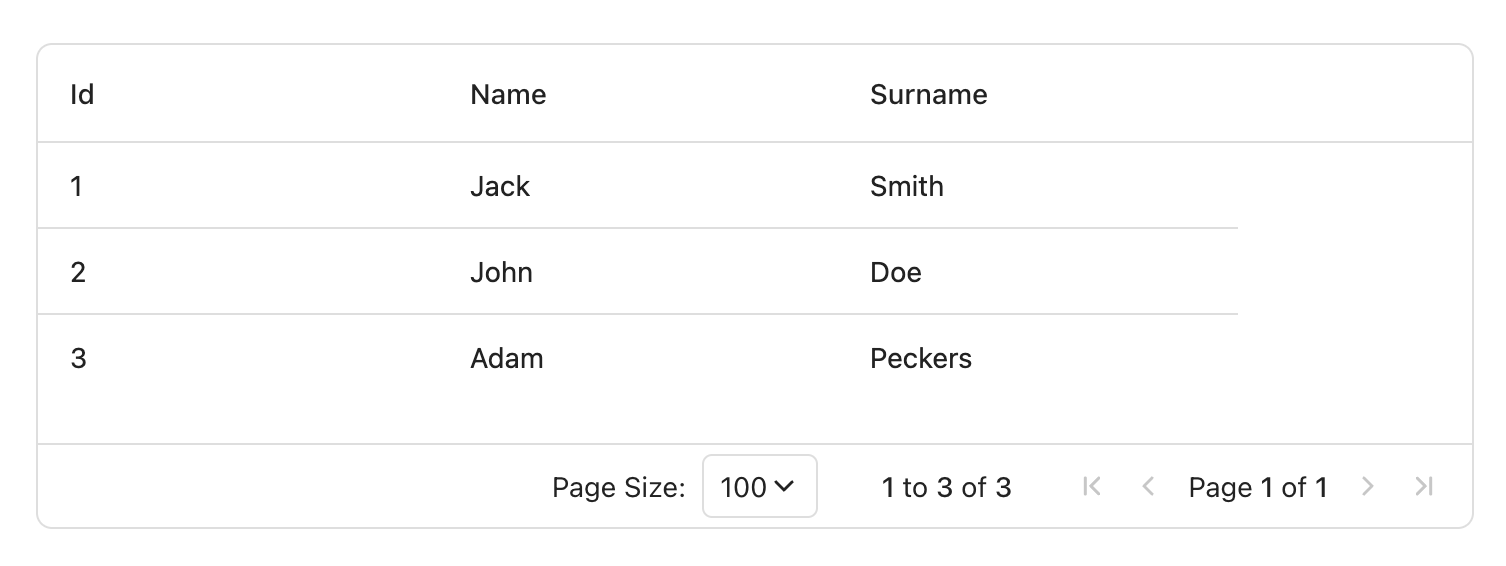 Id Name Surname
1 Jack Smith
2 John Doe
3 Adam Peckers
Page Size: 100 1 to 3 of 3 Page 1 of 1